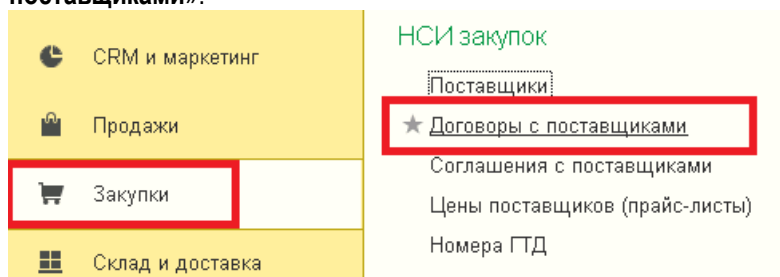 поставщиками».
CRM и маркетинг
Продажи
Закупки
Склад и доставка
НСИ закупок
Поставщики
Договоры с поставщиками
Соглашения с поставщиками
Цены поставщиков (прайс-листы)
Номера ГТД